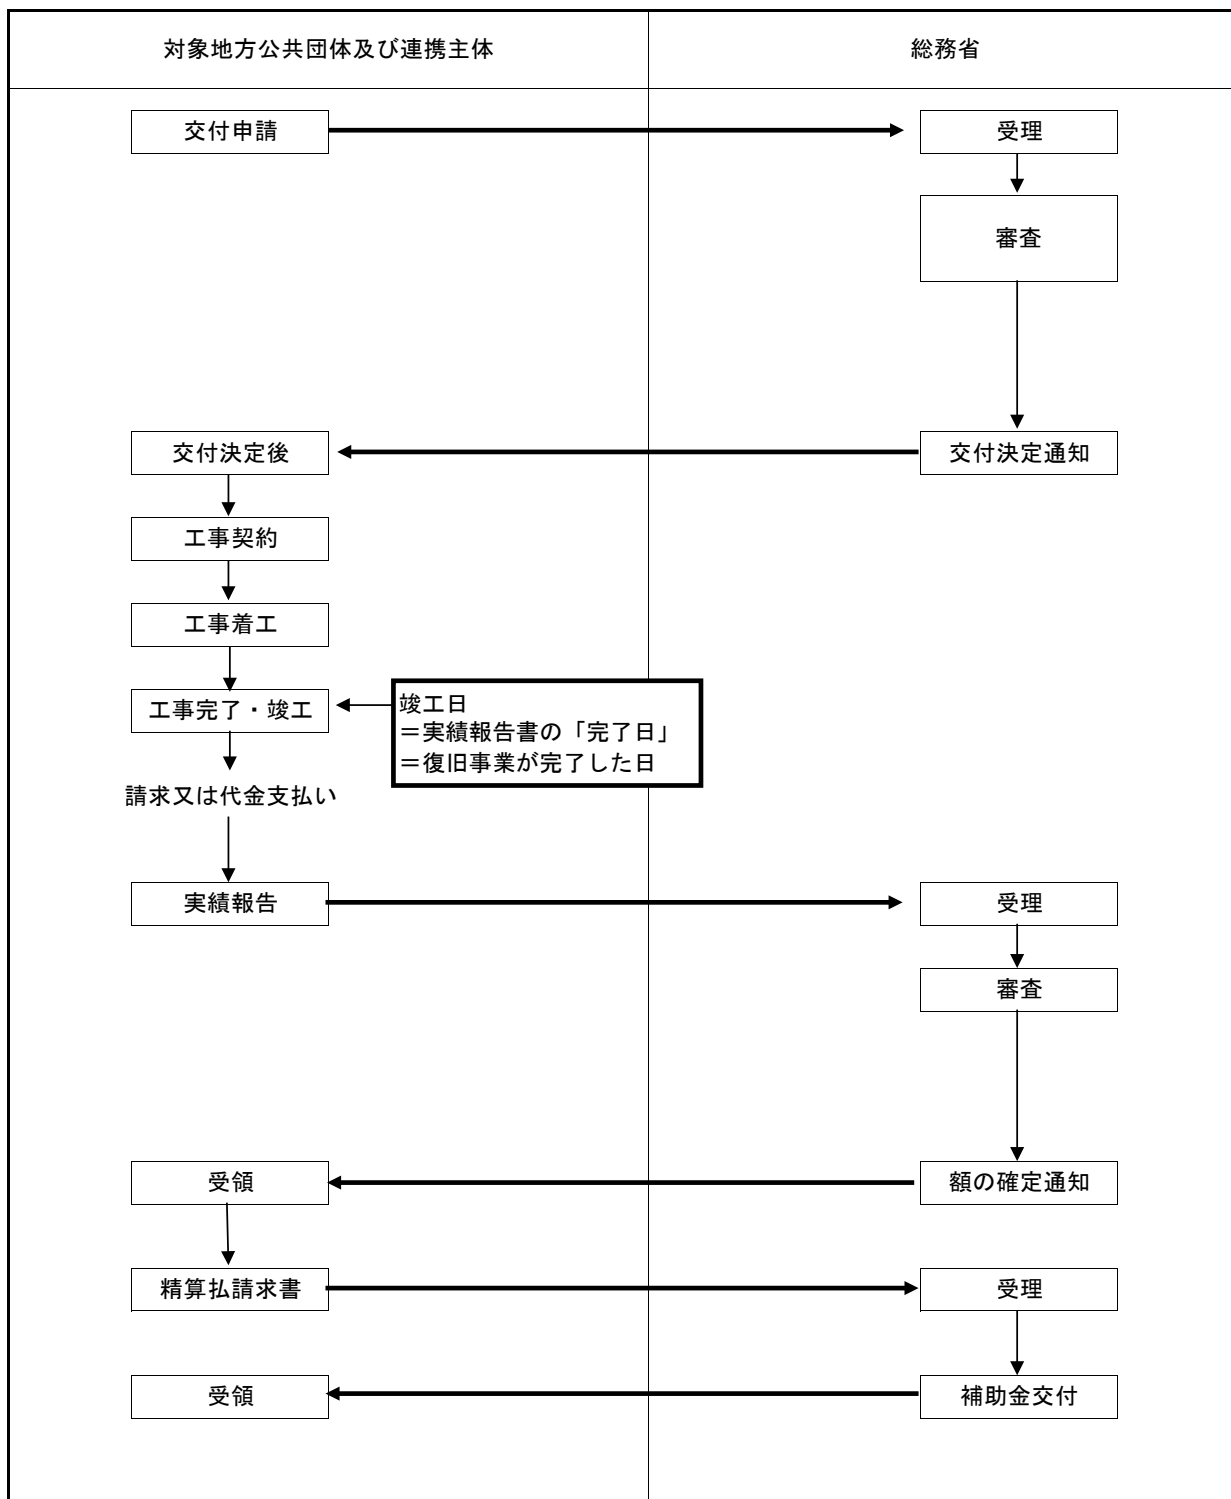 対象地方公共団体及び連携主体
総務省
交付申請
受理
審査
交付決定後
交付決定通知
工事契約
工事着工
工事完了・竣工
竣工日
＝実績報告書の「完了日」
＝復旧事業が完了した日
請求又は代金支払い
実績報告
受理
審査
受領
額の確定通知
精算払請求書
受理
受領
補助金交付